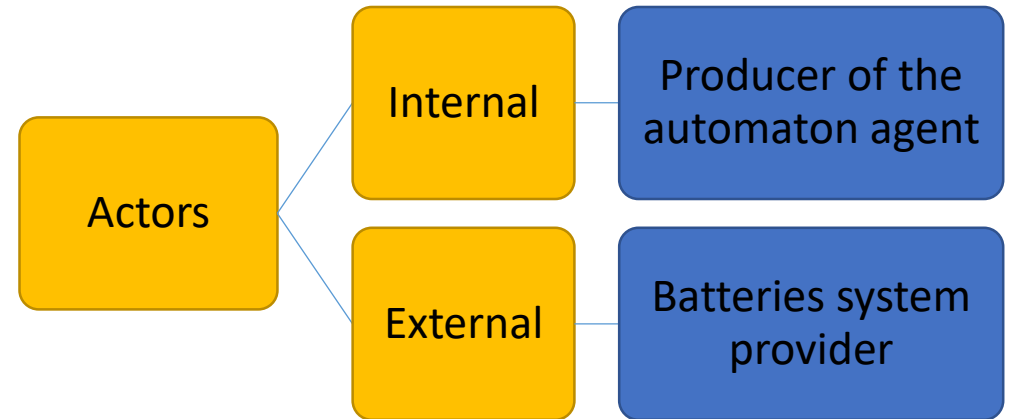 Actors
Internal
Producer of the
automaton agent
External
Batteries system
provider